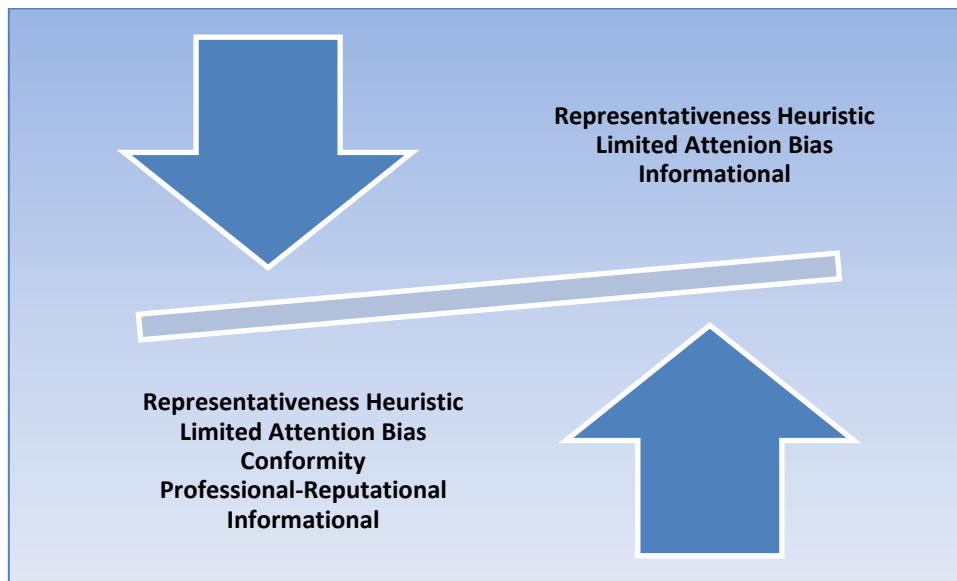 Representativeness Heuristic
Limited Attenion Bias
Informational
Representativeness Heuristic
Limited Attention Bias
Conformity
Professional-Reputational
Informational